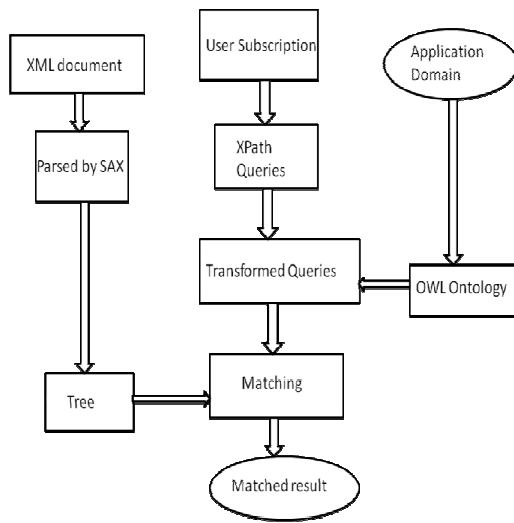 XML document
User Subscription
Application
Domain
Parsed by SAX
XPath
Queries
Transformed Queries
OWL Ontology
Tree
Matching
Matched result